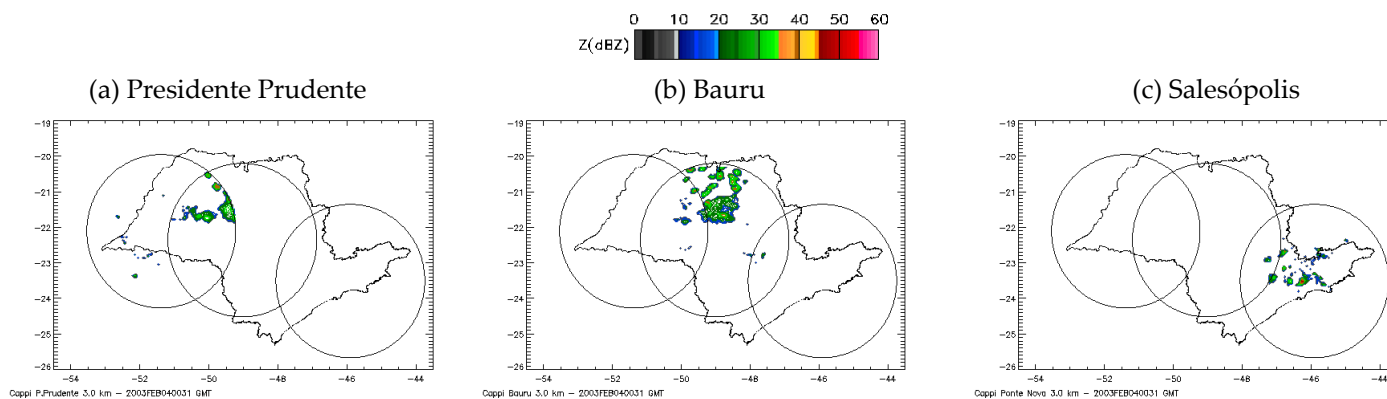 0 10 20 30 40 50 60
Z(dBZ)
(a) Presidente Prudente
(b) Bauru
(c) Salesópolis
-19
-20
-21
-22
-23
-24
-25
-26
-54 -52 -50 -48 -46 -44
Cappi P.Prudente 3.0 km - 2003FEB040031 GMT
-19
-20
-21
-22
-23
-24
-25
-26
-54 -52 -50 -48 -46 -44
Cappi Bauru 3.0 km - 2003FEB040031 GMT
-19
-20
-21
-22
-23
-24
-25
-26
-54 -52 -50 -48 -46 -44
Cappi Ponte Nova 3.0 km - 2003FEB040031 GMT